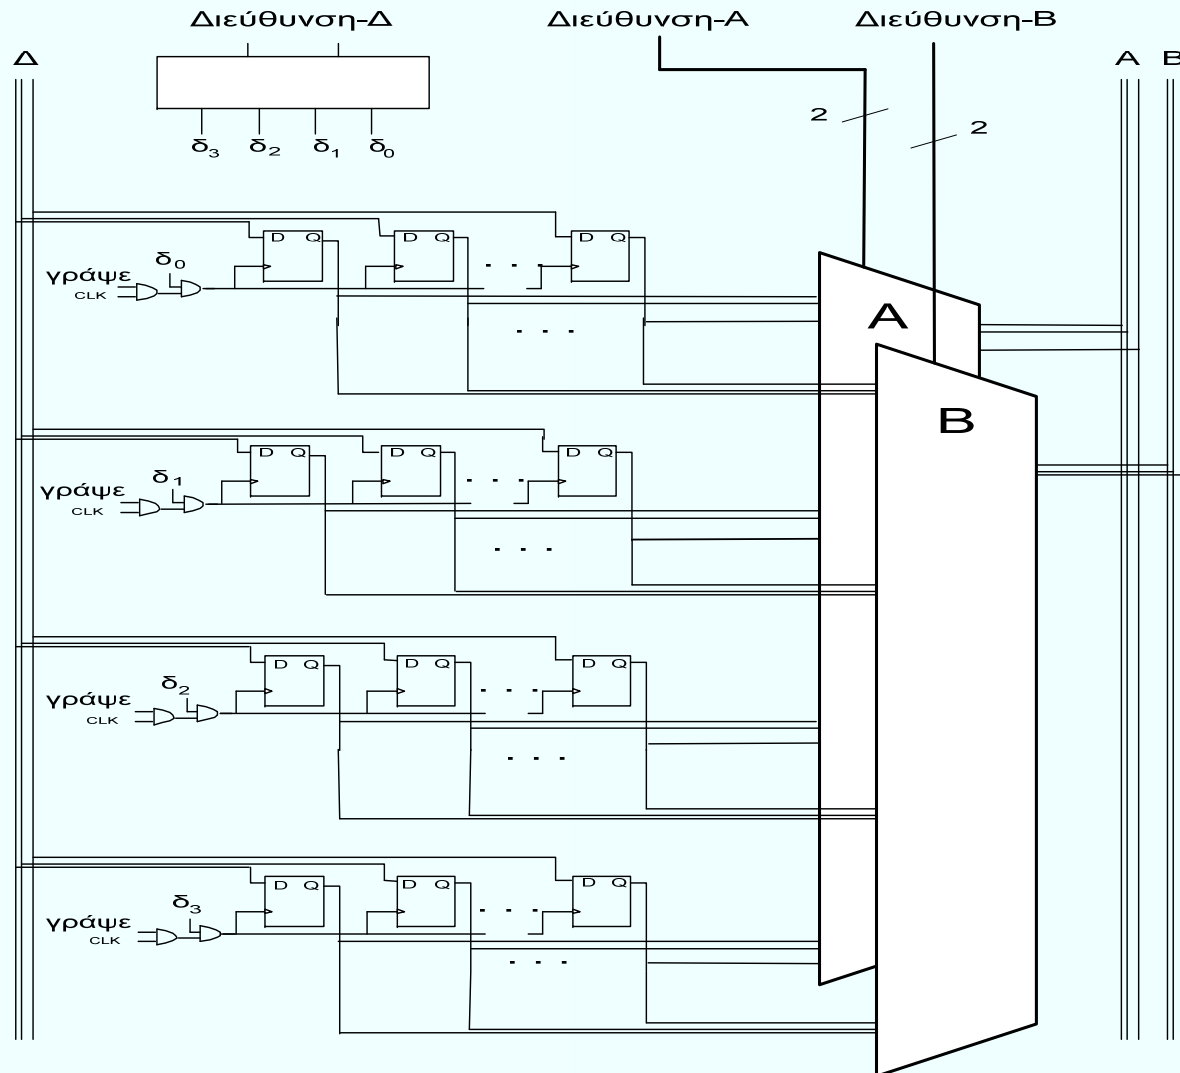 Διεύθυνση-Δ Διεύθυνση-Α Διεύθυνση-Β
Δ Α Β
2
2
δ3 δ2 δ1 δ0
D Q D Q D Q
δ0
γράψε
CLK
. . .
. . .
Α
Β
D Q D Q D Q
δ1
γράψε
CLK
. . .
. . .
D Q D Q D Q
δ2
γράψε
CLK
. . .
. . .
D Q D Q D Q
δ3
γράψε
CLK
. . .
. . .